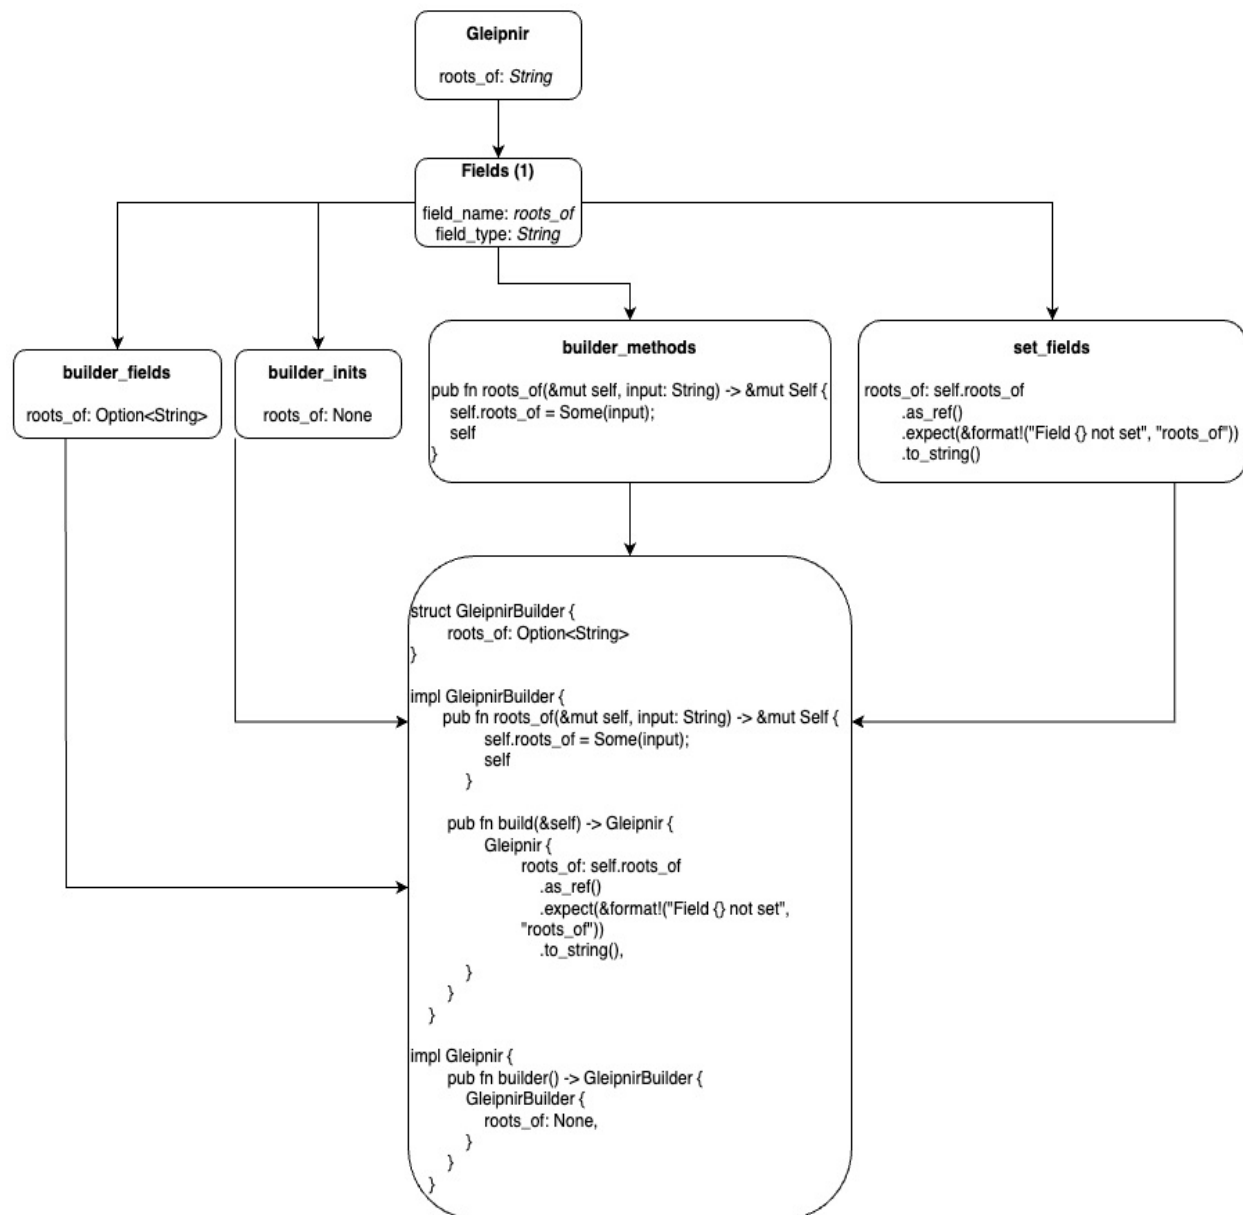 Gleipnir
roots_of: String
Fields (1)
field_name: roots_of
field_type: String
builder_fields
roots_of: Option<String>
builder_inits
roots_of: None
builder_methods
pub fn roots_of(&mut self, input: String) -> &mut Self {
self.roots_of = Some(input);
self
}
set_fields
roots_of: self.roots_of
.as_ref()
.expect(&format!("Field {} not set", "roots_of"))
.to_string()
struct GleipnirBuilder {
roots_of: Option<String>
}
impl GleipnirBuilder {
pub fn roots_of(&mut self, input: String) -> &mut Self {
self.roots_of = Some(input);
self
}
pub fn build(&self) -> Gleipnir {
Gleipnir {
roots_of: self.roots_of
.as_ref()
.expect(&format!("Field {} not set",
"roots_of"))
.to_string(),
}
}
}
impl Gleipnir {
pub fn builder() -> GleipnirBuilder {
GleipnirBuilder {
roots_of: None,
}
}
}